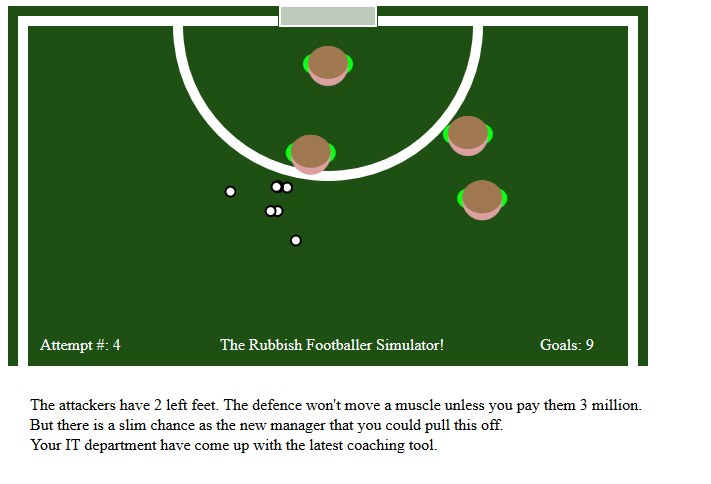 Attempt #: 4 The Rubbish Footballer Simulator! Goals: 9
The attackers have 2 left feet. The defence won't move a muscle unless you pay them 3 million.
But there is a slim chance as the new manager that you could pull this off.
Your IT department have come up with the latest coaching tool.